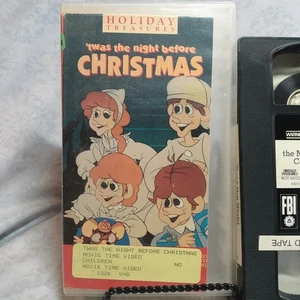 HOLIDAY
TREASURES
'twas the night before
CHRISTMAS
TWAS THE NIGHT BEFORE CHRISTMAS
MOVIE TIME VIDEO
CHILDREN
NO
MOVIE TIME VIDEO
VHS
WARN
the N
C
FBI
D TAPE